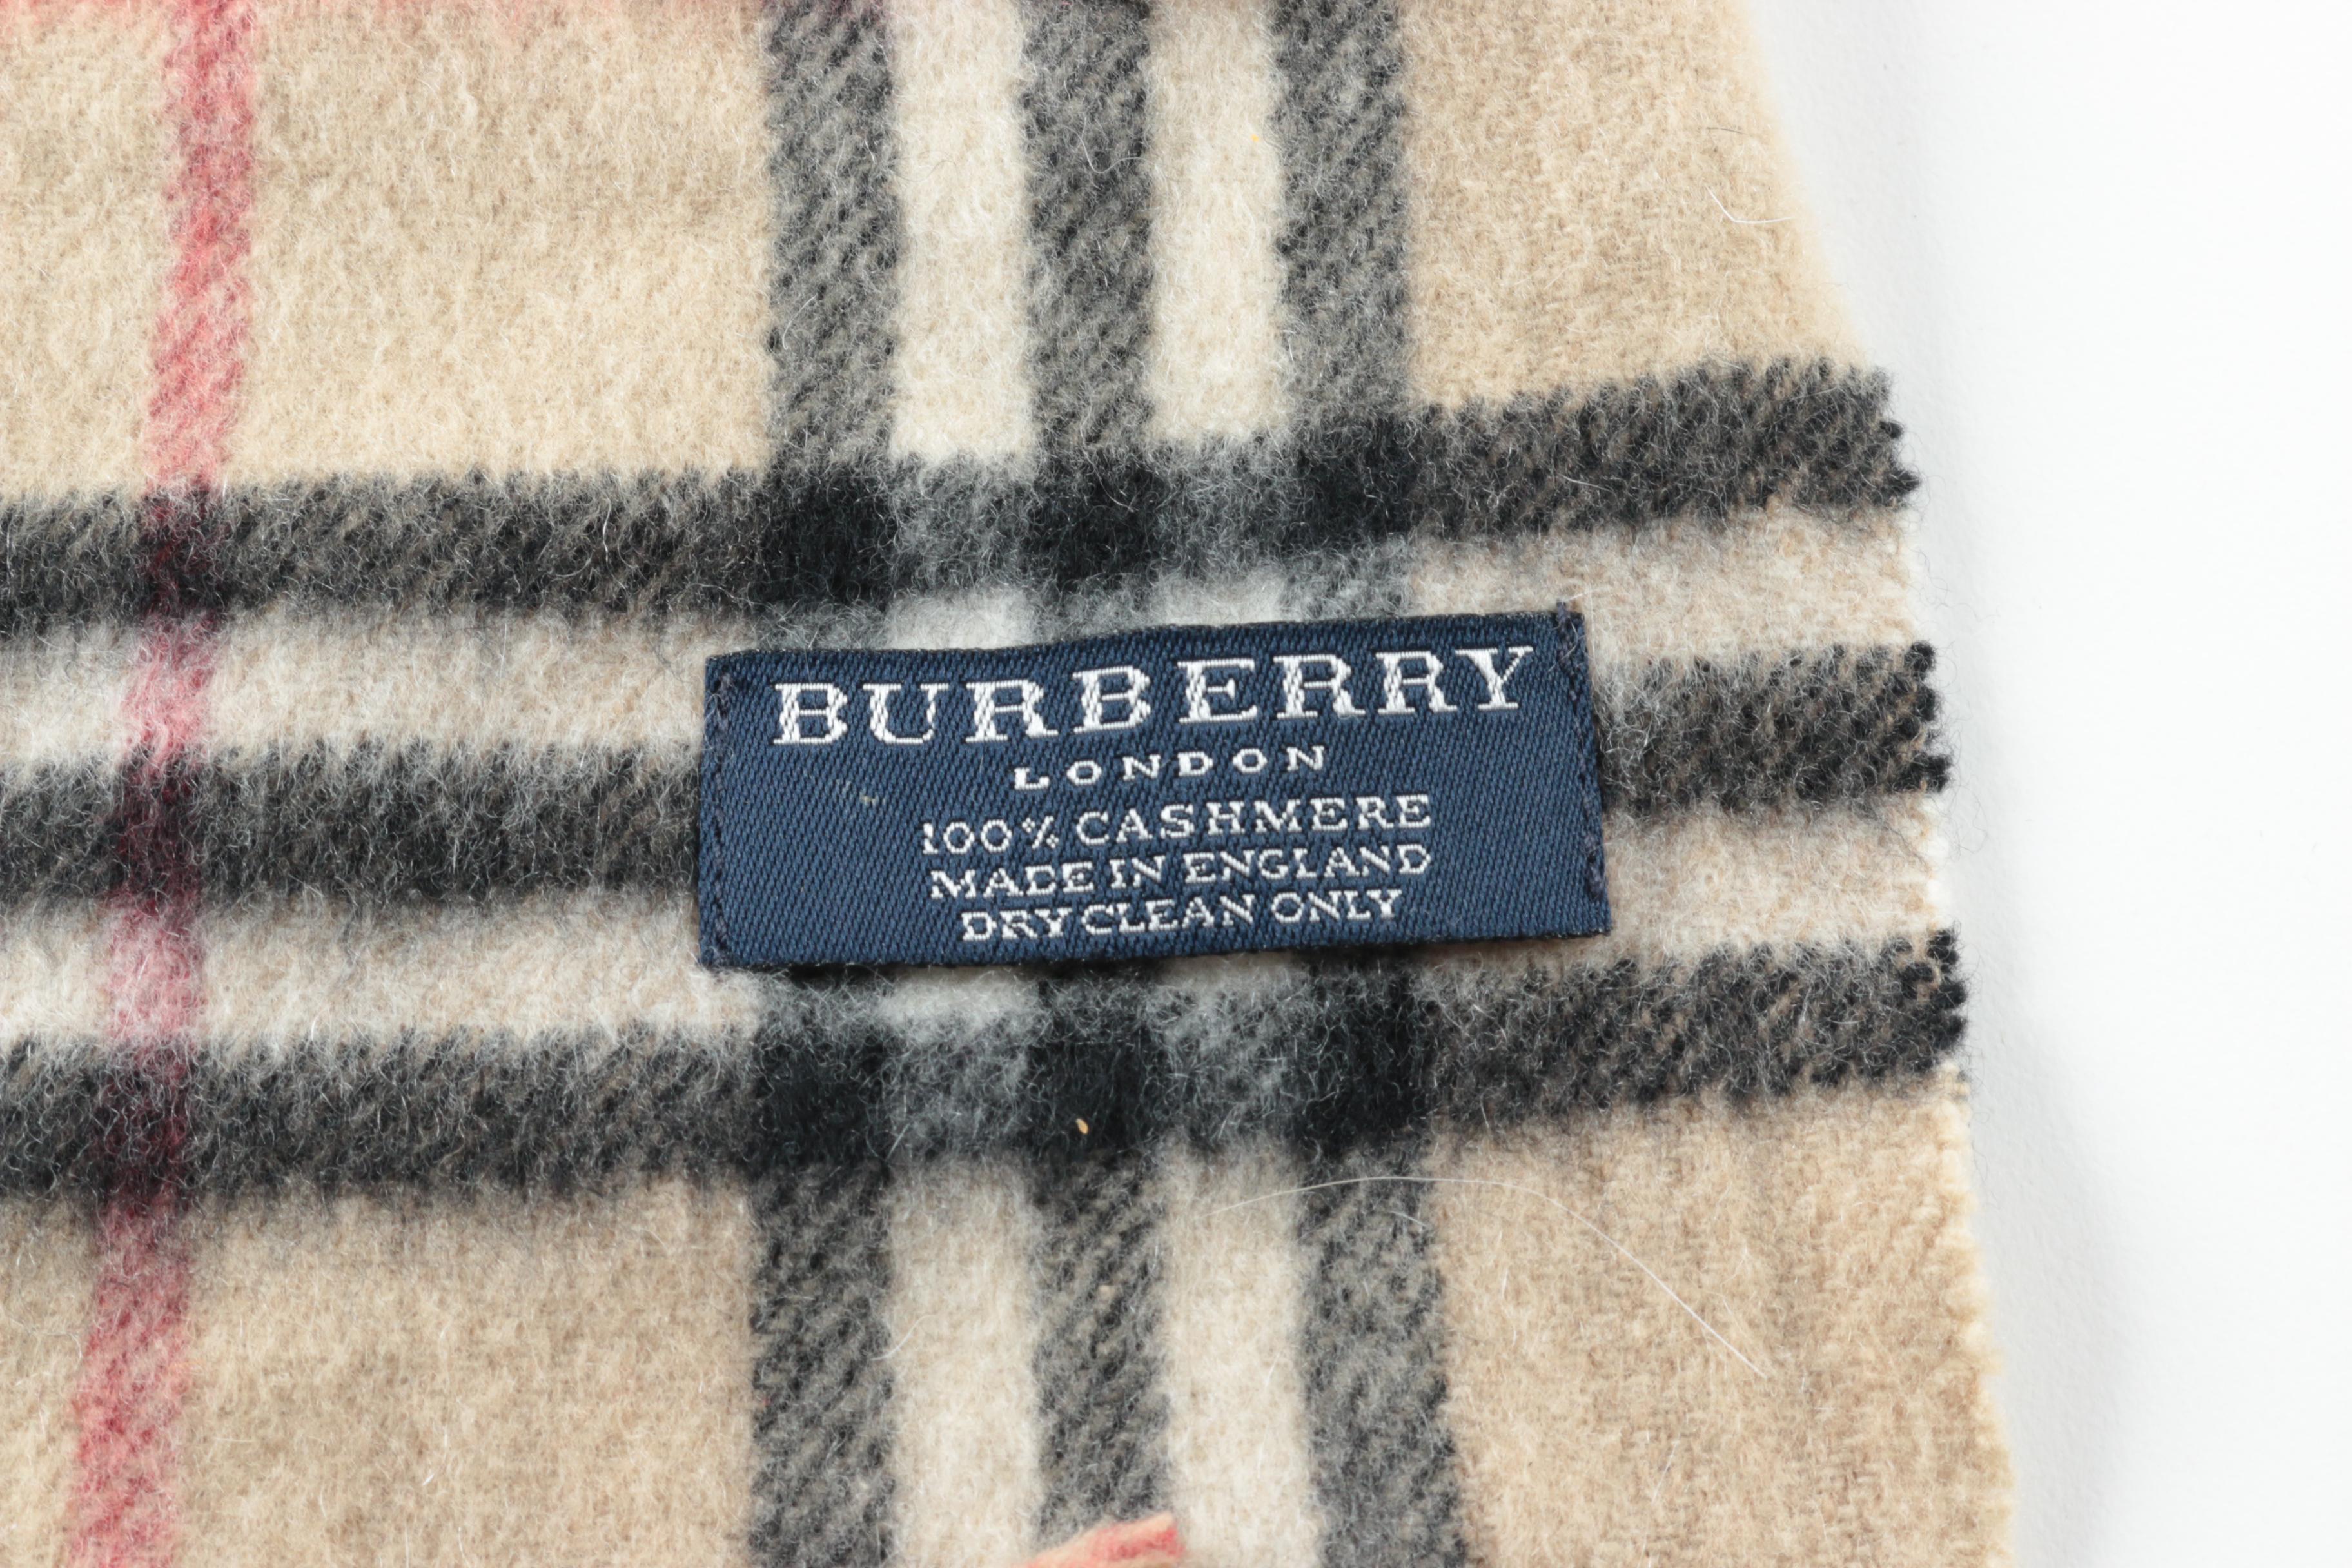 BURBERRY
LONDON
100% CASHMERE
MADE IN ENGLAND
DRY CLEAN ONLY